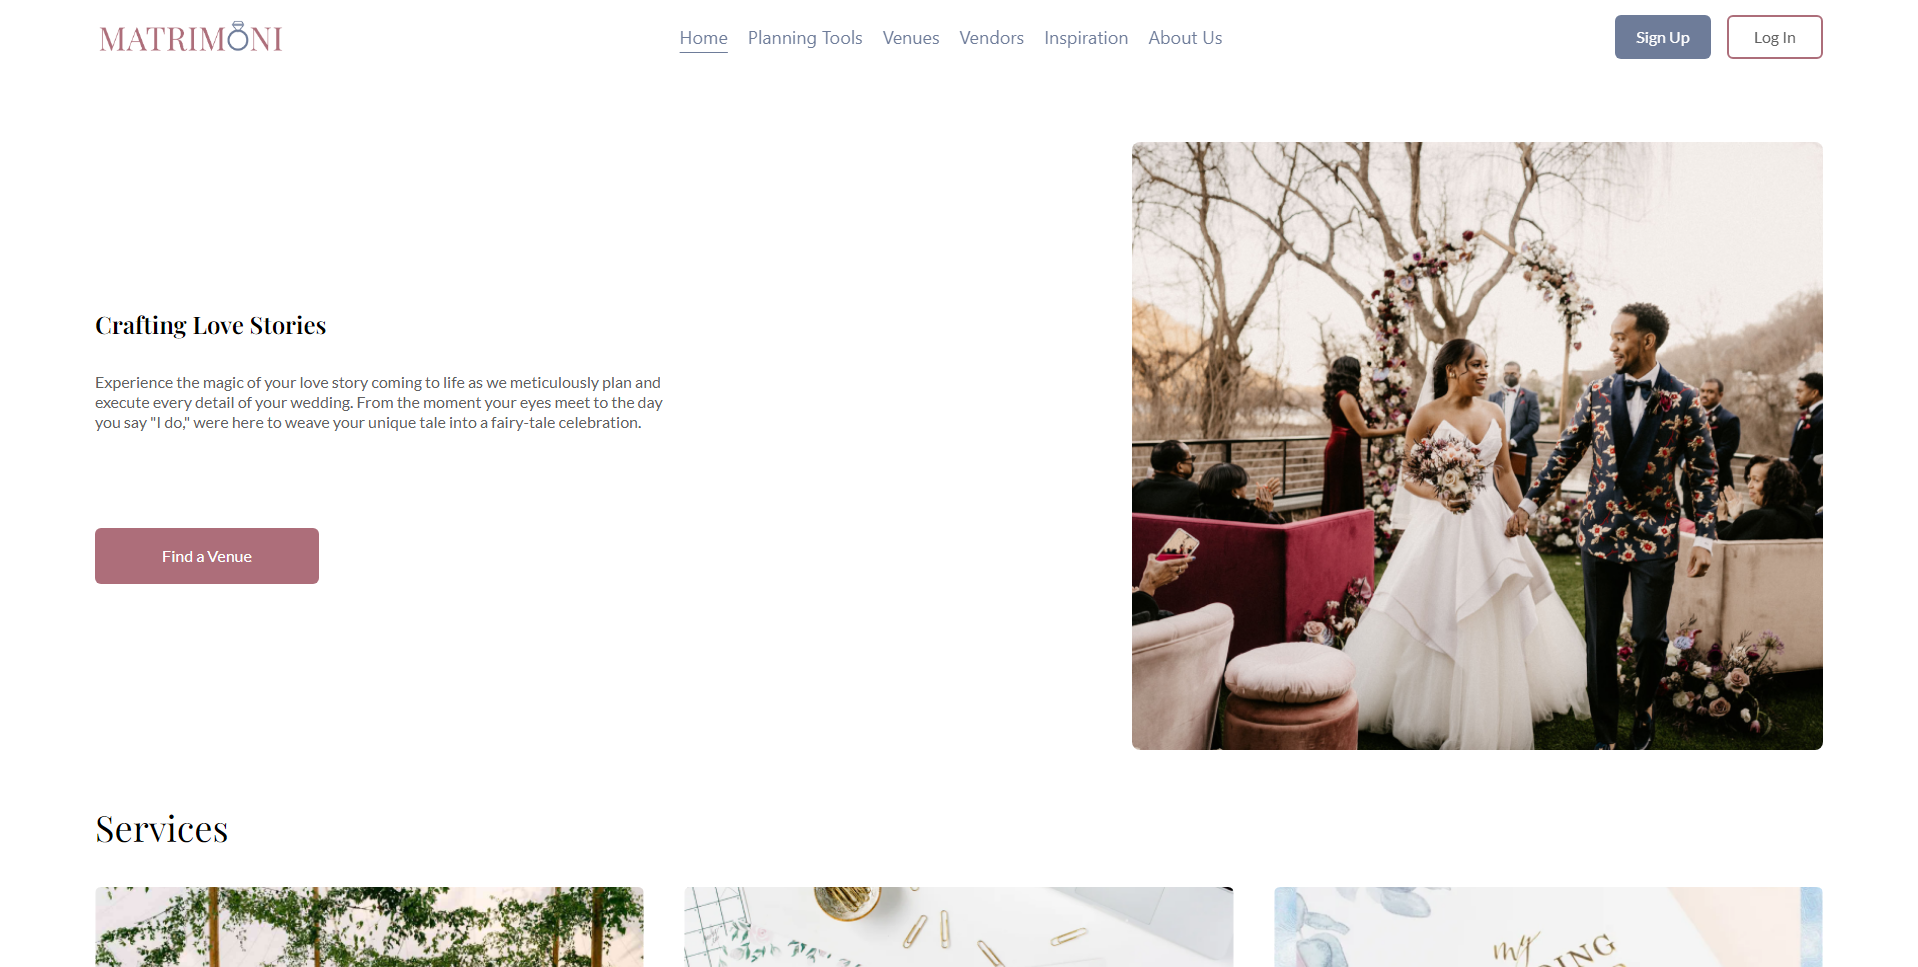 MATRIMONI
Home Planning Tools Venues Vendors Inspiration About Us
Sign Up Log In
Crafting Love Stories
Experience the magic of your love story coming to life as we meticulously plan and
execute every detail of your wedding. From the moment your eyes meet to the day
you say "I do," were here to weave your unique tale into a fairy-tale celebration.
Find a Venue
Services
my